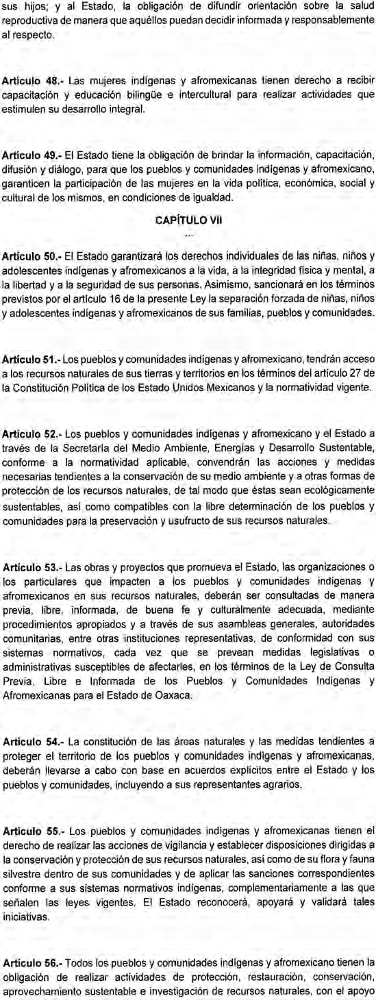 sus hijos; y al Estado, la obligación de difundir orientación sobre la salud
reproductiva de manera que aquéllos puedan decidir informada y responsablemente
al respecto.
Artículo 48.- Las mujeres indígenas y afromexicanas tienen derecho a recibir
capacitación y educación bilingüe e intercultural para realizar actividades que
estimulen su desarrollo integral.
Artículo 49.- El Estado tiene la obligación de brindar la información, capacitación,
difusión y diálogo, para que los pueblos y comunidades indígenas y afromexicano,
garanticen la participación de las mujeres en la vida política, económica, social y
cultural de los mismos, en condiciones de igualdad.
CAPÍTULO VII
...
Artículo 50.- El Estado garantizará los derechos individuales de las niñas, niños y
adolescentes indígenas y afromexicanos a la vida, a la integridad física y mental, a
la libertad y a la seguridad de sus personas. Asimismo, sancionará en los términos
previstos por el artículo 16 de la presente Ley la separación forzada de niñas, niños
y adolescentes indígenas y afromexicanos de sus familias, pueblos y comunidades.
Artículo 51.- Los pueblos y comunidades indígenas y afromexicano, tendrán acceso
a los recursos naturales de sus tierras y territorios en los términos del artículo 27 de
la Constitución Política de los Estado Unidos Mexicanos y la normatividad vigente.
Artículo 52.- Los pueblos y comunidades indígenas y afromexicano y el Estado a
través de la Secretaría del Medio Ambiente, Energías y Desarrollo Sustentable,
conforme a la normatividad aplicable, convendrán las acciones y medidas
necesarias tendientes a la conservación de su medio ambiente y a otras formas de
protección de los recursos naturales, de tal modo que éstas sean ecológicamente
sustentables, así como compatibles con la libre determinación de los pueblos y
comunidades para la preservación y usufructo de sus recursos naturales.
Artículo 53.- Las obras y proyectos que promueva el Estado, las organizaciones o
los particulares que impacten a los pueblos y comunidades indígenas y
afromexicanos en sus recursos naturales, deberán ser consultadas de manera
previa, libre, informada, de buena fe y culturalmente adecuada, mediante
procedimientos apropiados y a través de sus asambleas generales, autoridades
comunitarias, entre otras instituciones representativas, de conformidad con sus
sistemas normativos, cada vez que se prevean medidas legislativas o
administrativas susceptibles de afectarles, en los términos de la Ley de Consulta
Previa, Libre e Informada de los Pueblos y Comunidades Indígenas y
Afromexicanas para el Estado de Oaxaca.
Artículo 54.- La constitución de las áreas naturales y las medidas tendientes a
proteger el territorio de los pueblos y comunidades indígenas y afromexicanas,
deberán llevarse a cabo con base en acuerdos explícitos entre el Estado y los
pueblos y comunidades, incluyendo a sus representantes agrarios.
Artículo 55.- Los pueblos y comunidades indígenas y afromexicanas tienen el
derecho de realizar las acciones de vigilancia y establecer disposiciones dirigidas a
la conservación y protección de sus recursos naturales, así como de su flora y fauna
silvestre dentro de sus comunidades y de aplicar las sanciones correspondientes
conforme a sus sistemas normativos indígenas, complementariamente a las que
señalen las leyes vigentes. El Estado reconocerá, apoyará y validará tales
iniciativas.
Artículo 56.- Todos los pueblos y comunidades indígenas y afromexicano tienen la
obligación de realizar actividades de protección, restauración, conservación,
aprovechamiento sustentable e investigación de recursos naturales, con el apoyo